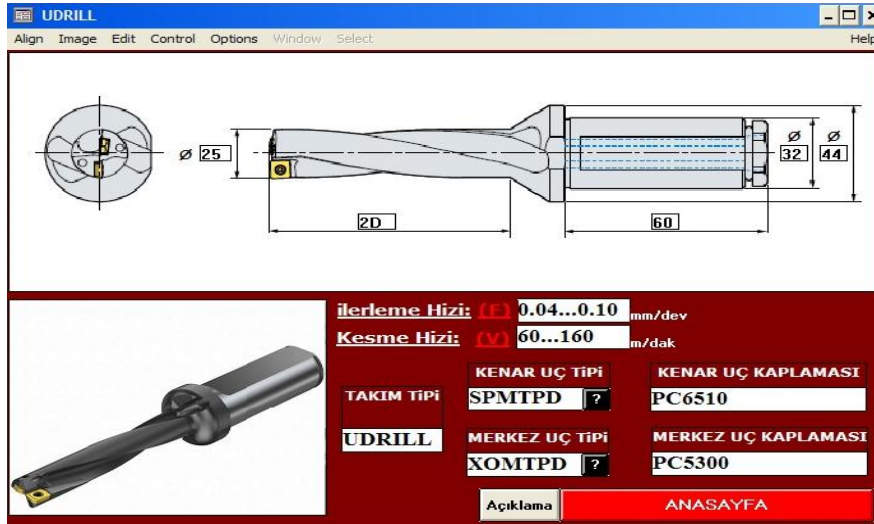 UDRILL
Align Image Edit Control Options Window Select Help
Ø 25
Ø 32
Ø 44
2D
60
ilerleme Hizi: (F) 0.04...0.10 mm/dev
Kesme Hizi: (V) 60...160 m/dak
KENAR UÇ TiPi KENAR UÇ KAPLAMASI
TAKIM TiPi SPMTPD ? PC6510
UDRILL MERKEZ UÇ TiPi MERKEZ UÇ KAPLAMASI
XOMTPD ? PC5300
Açıklama ANASAYFA